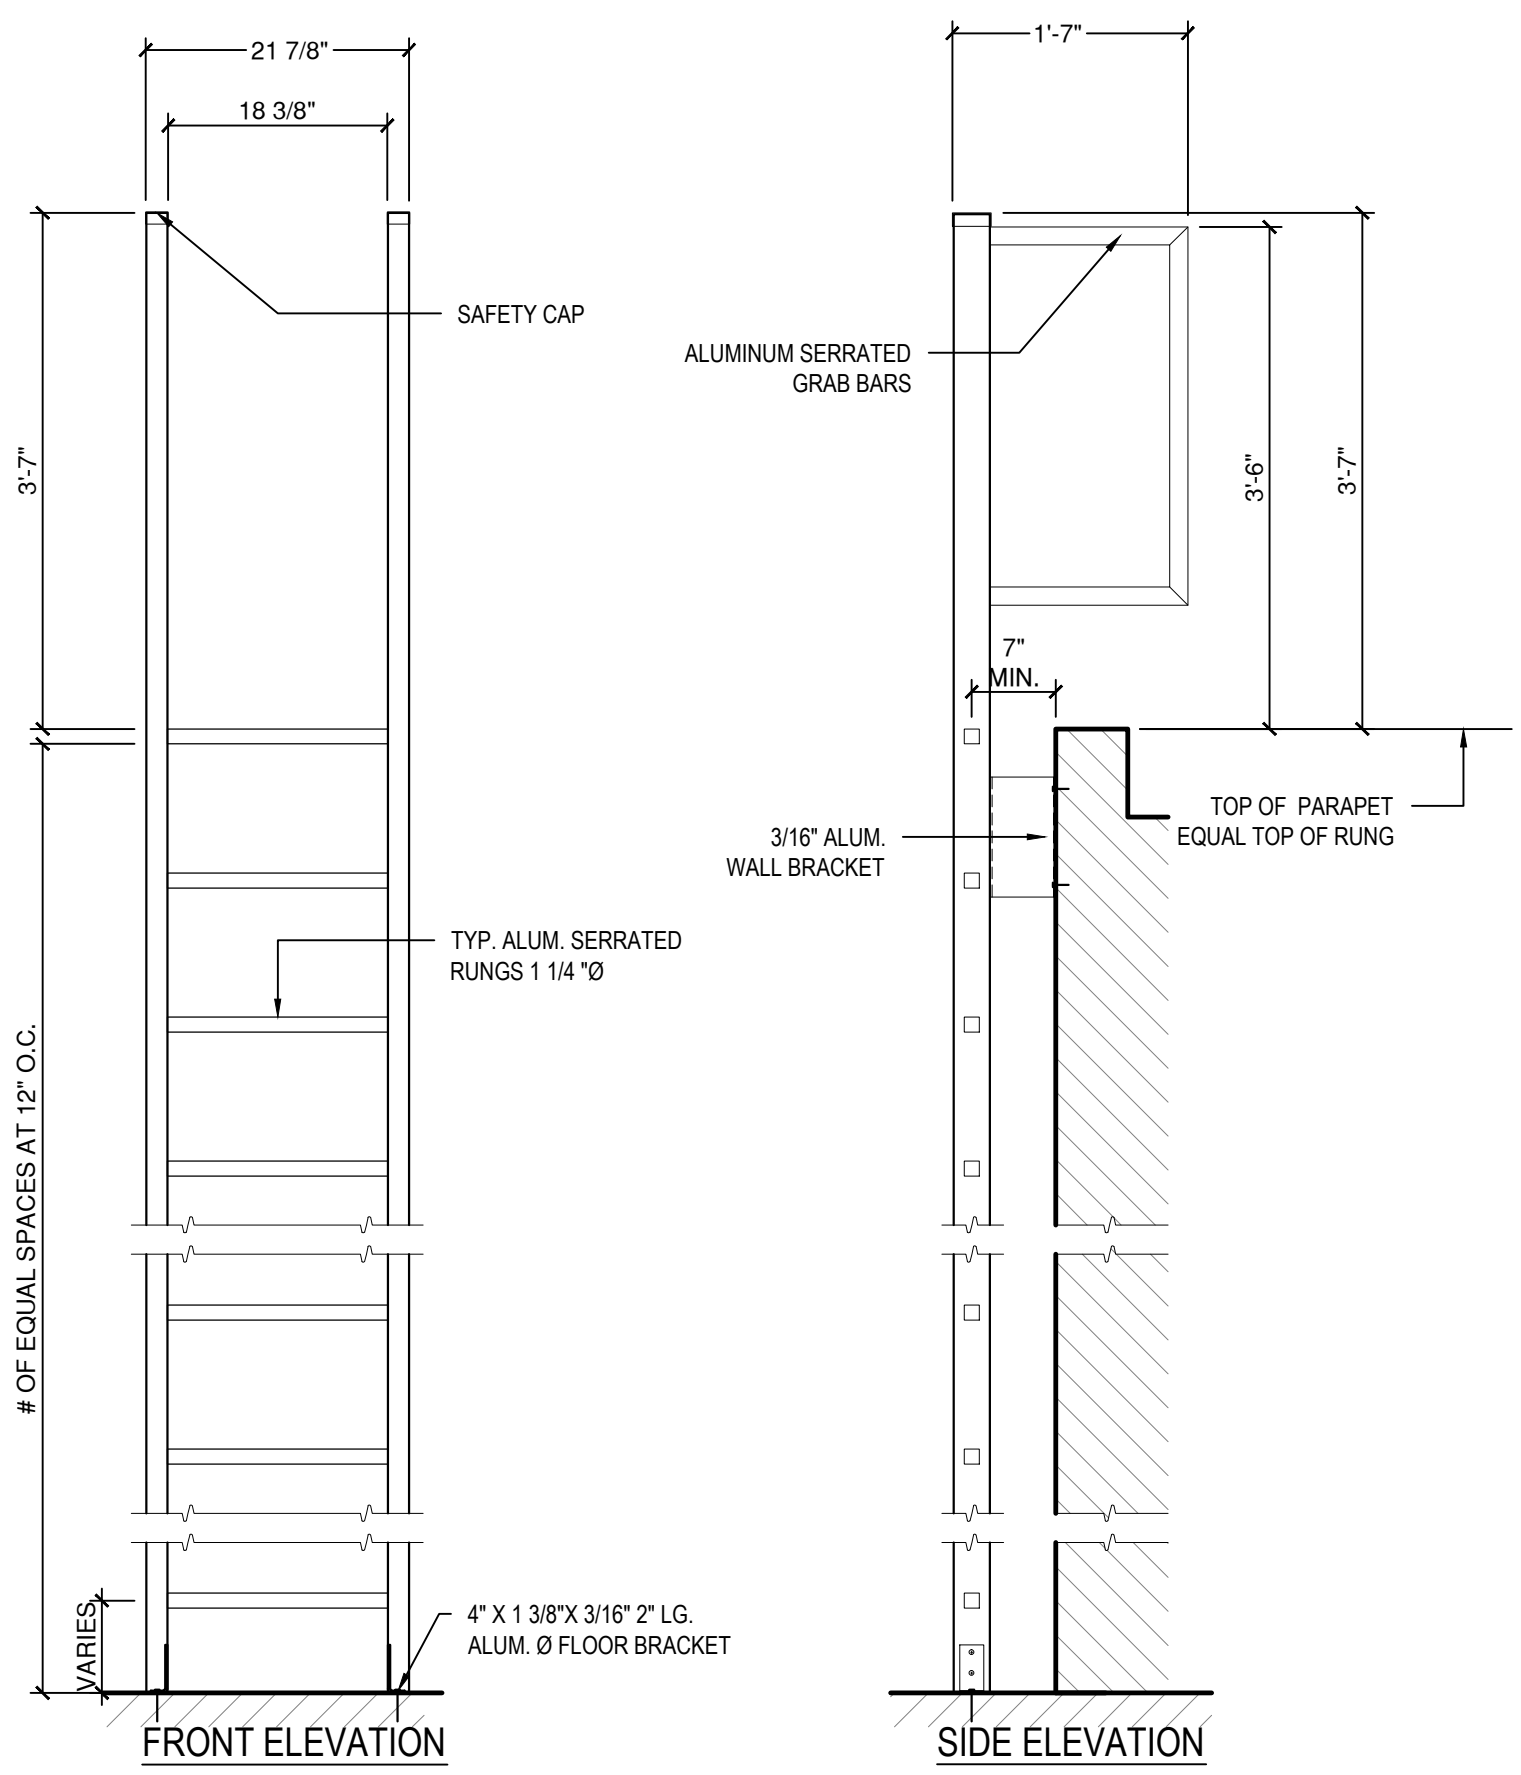 21 7/8"
1'-7"
18 3/8"
SAFETY CAP
ALUMINUM SERRATED
GRAB BARS
3'-7"
3'-6"
3'-7"
7"
MIN.
TOP OF PARAPET
EQUAL TOP OF RUNG
3/16" ALUM.
WALL BRACKET
TYP. ALUM. SERRATED
RUNGS 1 1/4 "Ø
# OF EQUAL SPACES AT 12" O.C.
VARIES
4" X 1 3/8"X 3/16" 2" LG.
ALUM. Ø FLOOR BRACKET
FRONT ELEVATION
SIDE ELEVATION